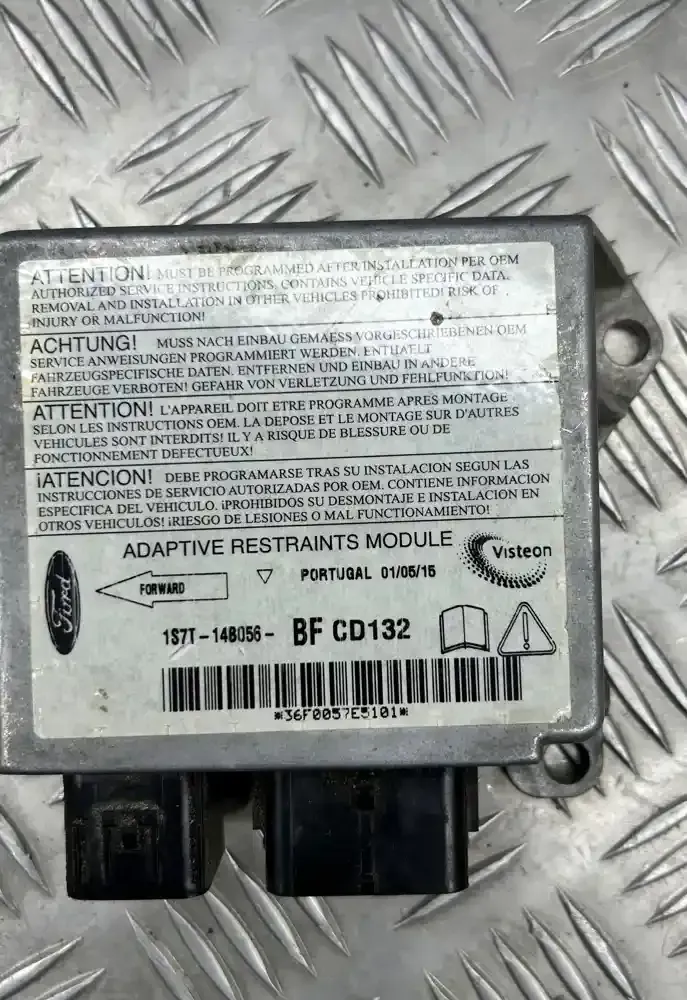 ATTENTION! MUST BE PROGRAMMED AFTER INSTALLATION PER OEM
AUTHORIZED SERVICE INSTRUCTIONS. CONTAINS VEHICLE SPECIFIC DATA.
REMOVAL AND INSTALLATION IN OTHER VEHICLES PROHIBITED! RISK OF
INJURY OR MALFUNCTION!
ACHTUNG! MUSS NACH EINBAU GEMAESS VORGESCHRIEBENEN OEM
SERVICE ANWEISUNGEN PROGRAMMIERT WERDEN. ENTHAELT
FAHRZEUGSPEZIFISCHE DATEN. ENTFERNEN UND EINBAU IN ANDERE
FAHRZEUGE VERBOTEN! GEFAHR VON VERLETZUNG UND FEHLFUNKTION!
ATTENTION! L'APPAREIL DOIT ETRE PROGRAMME APRES MONTAGE
SELON LES INSTRUCTIONS OEM. LA DEPOSE ET LE MONTAGE SUR D'AUTRES
VEHICULES SONT INTERDITS! IL Y A RISQUE DE BLESSURE OU DE
FONCTIONNEMENT DEFECTUEUX!
¡ATENCION! DEBE PROGRAMARSE TRAS SU INSTALACION SEGUN LAS
INSTRUCCIONES DE SERVICIO AUTORIZADAS POR OEM. CONTIENE INFORMACION
ESPECIFICA DEL VEHICULO. ¡PROHIBIDOS SU DESMONTAJE E INSTALACION EN
OTROS VEHICULOS! ¡RIESGO DE LESIONES O MAL FUNCIONAMIENTO!
ADAPTIVE RESTRAINTS MODULE
Visteon
Ford
FORWARD
PORTUGAL 01/05/15
1S7T-14B056- BF CD132
*36F0057E5101*